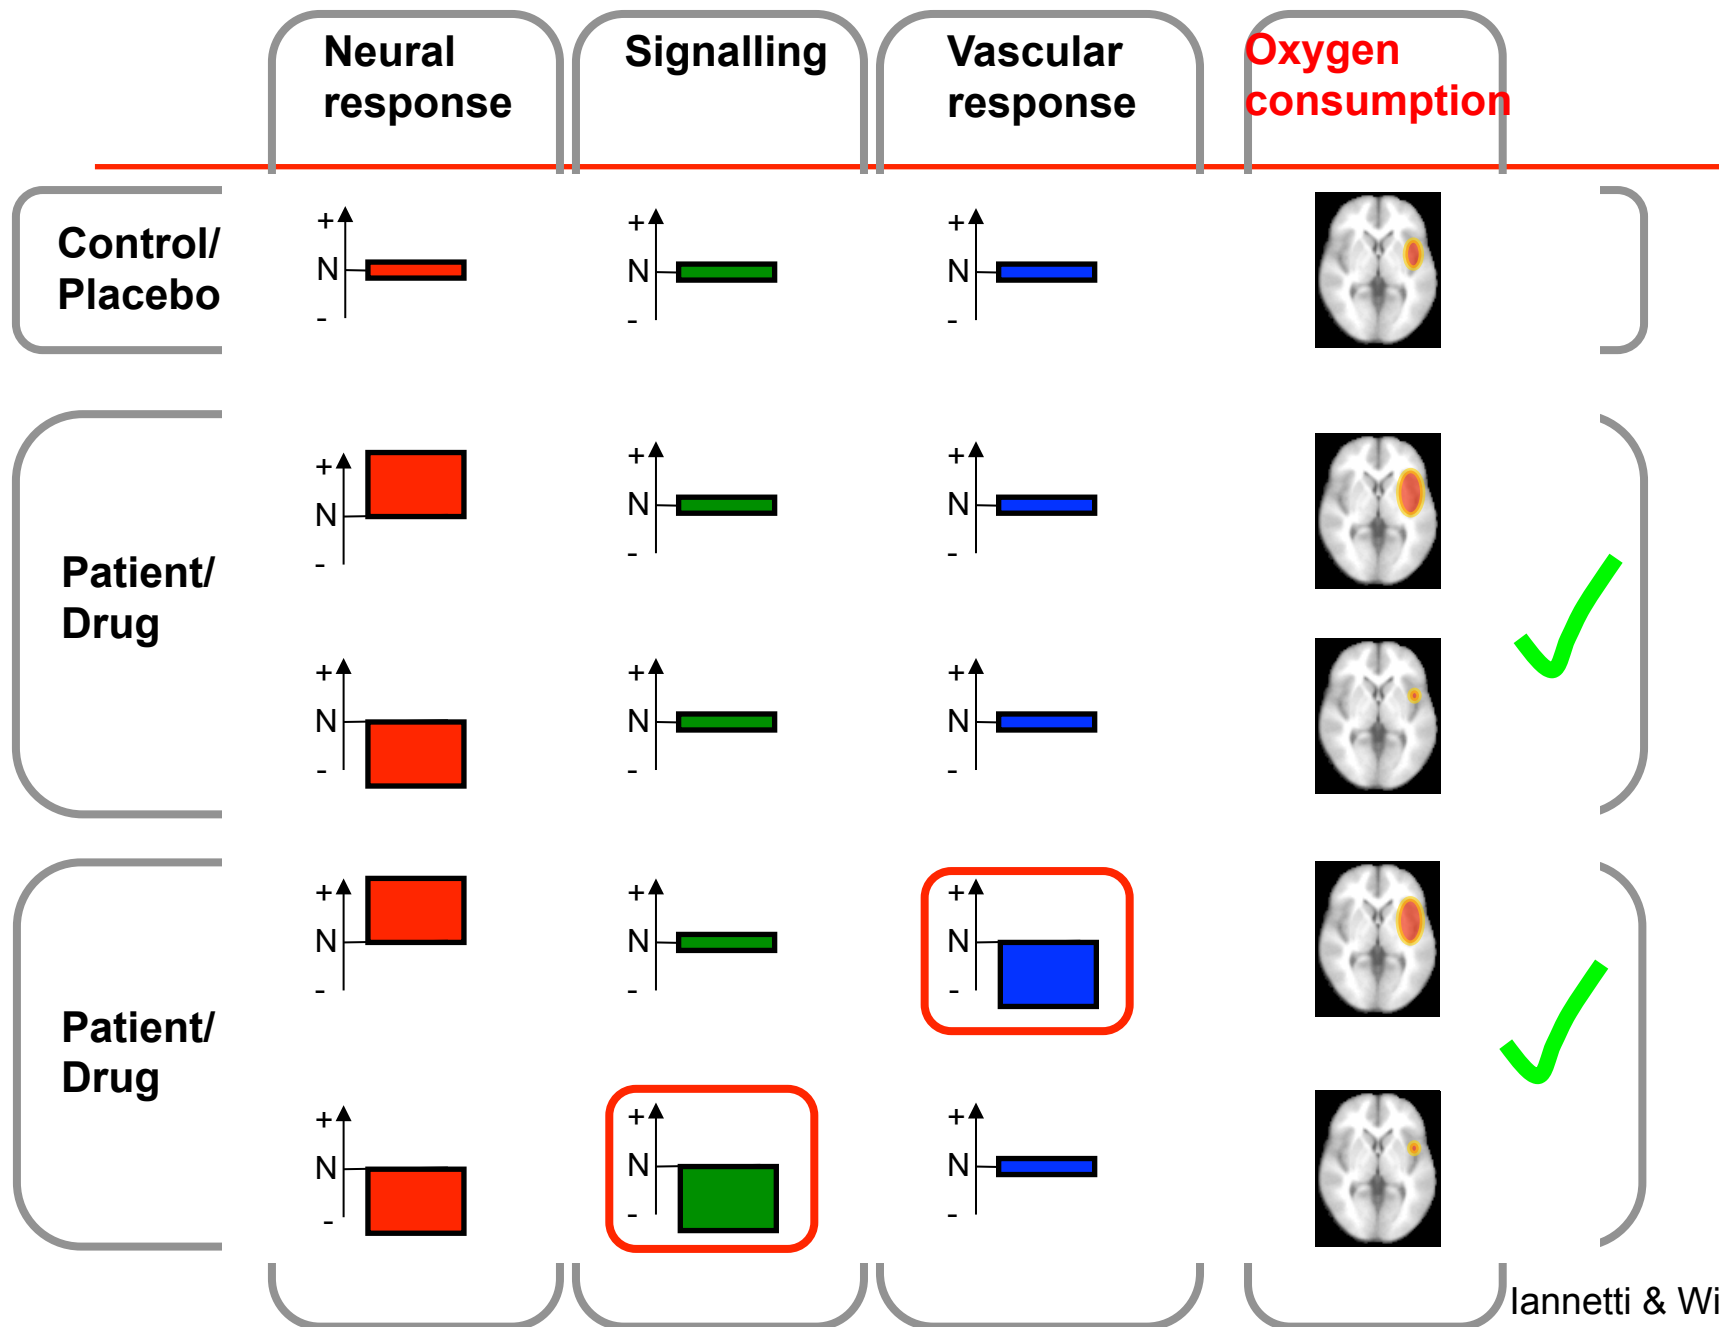 Neural
response
Signalling
Vascular
response
Oxygen
consumption
Control/
Placebo
+
N
-
+
N
-
+
N
-
Patient/
Drug
+
N
-
+
N
-
+
N
-
+
N
-
+
N
-
+
N
-
Patient/
Drug
+
N
-
+
N
-
+
N
-
+
N
-
+
N
-
+
N
-
Iannetti & Wi